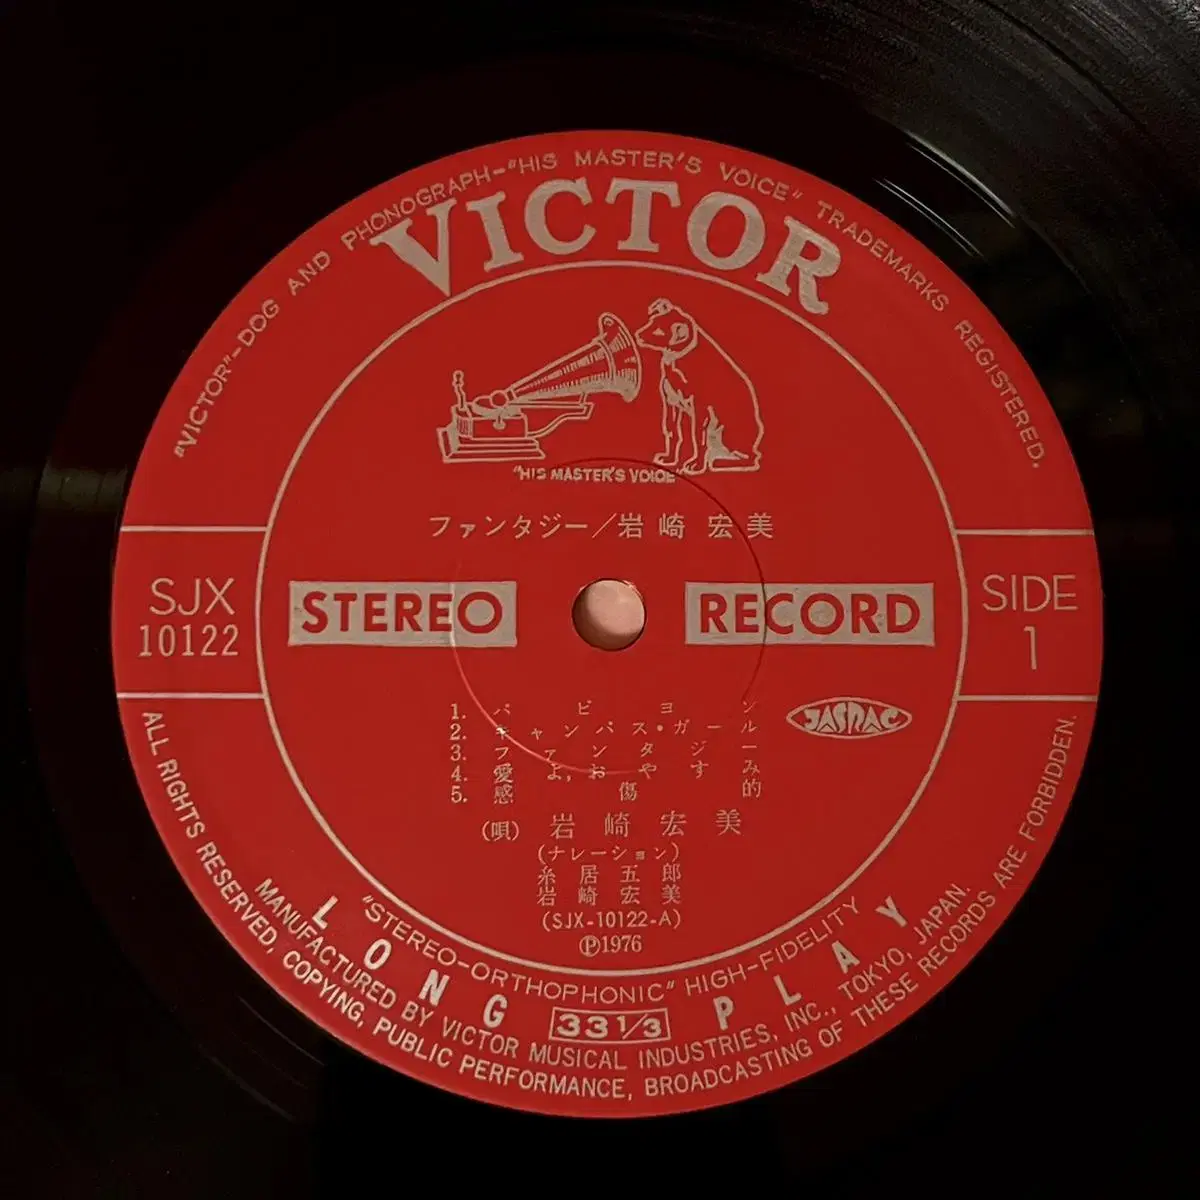 "VICTOR"-DOG AND PHONOGRAPH-"HIS MASTER'S VOICE" TRADEMARKS REGISTERED.
VICTOR
"HIS MASTER'S VOICE"
ファンタジー/岩崎宏美
SJX
10122
STEREO
RECORD
SIDE
1
1. パピヨン
2. キャンパス・ガール
3. ファンタジー
4. 愛よ,おやすみ
5. 感傷的
JASRAC
(唄) 岩崎宏美
(ナレーション)
糸居五郎
岩崎宏美
(SJX-10122-A)
Ⓟ1976
"STEREO-ORTHOPHONIC" HIGH-FIDELITY
LONG 33 1/3 PLAY
MANUFACTURED BY VICTOR MUSICAL INDUSTRIES, INC., TOKYO, JAPAN.
ALL RIGHTS RESERVED, COPYING, PUBLIC PERFORMANCE, BROADCASTING OF THESE RECORDS ARE FORBIDDEN.